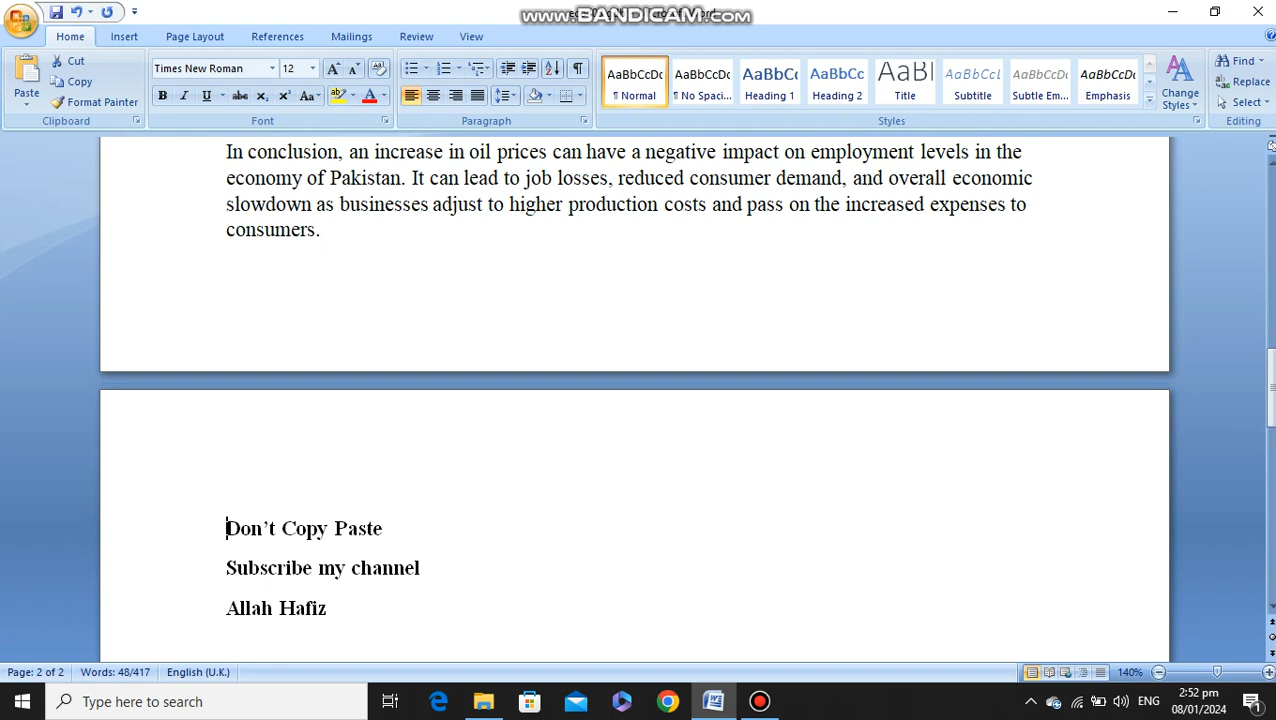 www.BANDICAM.com
Home Insert Page Layout References Mailings Review View
Paste Cut Copy Format Painter
Clipboard
Times New Roman 12
Font
Paragraph
AaBbCcDc AaBbCcDc AaBbCc AaBbCc AaBl AaBbCcL AaBbCcDc AaBbCcDc
¶ Normal ¶ No Spaci... Heading 1 Heading 2 Title Subtitle Subtle Em... Emphasis
Styles
Change Styles
Find Replace Select
Editing
In conclusion, an increase in oil prices can have a negative impact on employment levels in the
economy of Pakistan. It can lead to job losses, reduced consumer demand, and overall economic
slowdown as businesses adjust to higher production costs and pass on the increased expenses to
consumers.
Don’t Copy Paste
Subscribe my channel
Allah Hafiz
Page: 2 of 2 Words: 48/417 English (U.K.) 140%
Type here to search ENG 2:52 pm
08/01/2024